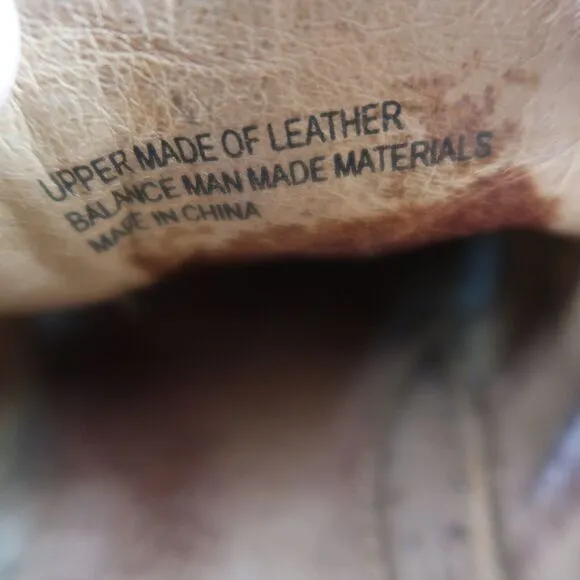 UPPER MADE OF LEATHER
BALANCE MAN MADE MATERIALS
MADE IN CHINA